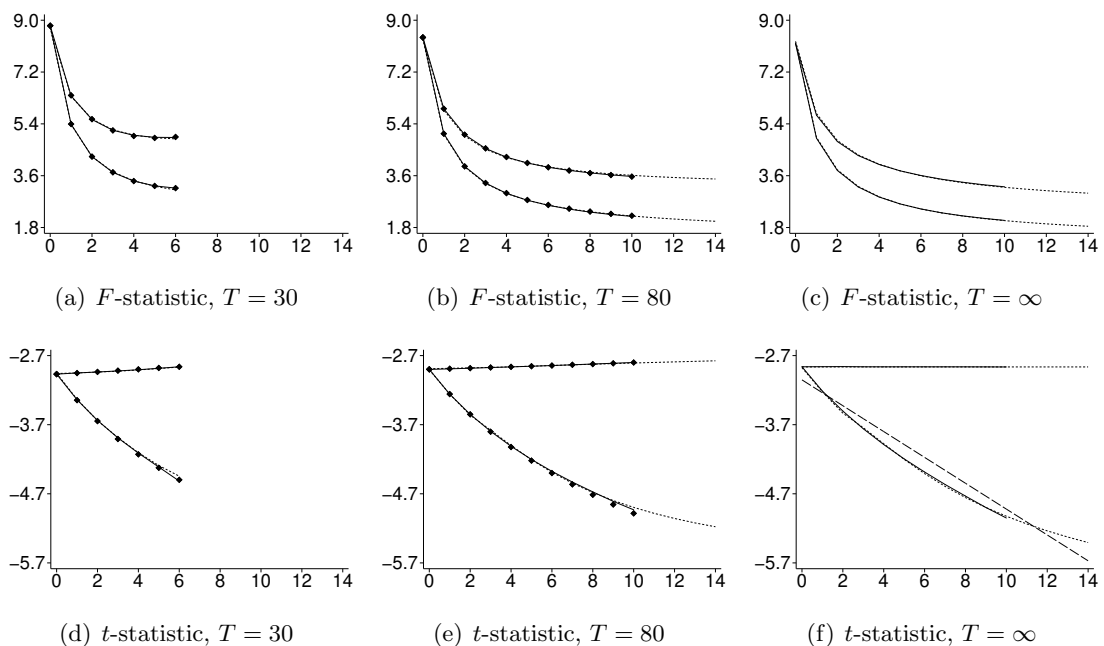 9.0
7.2
5.4
3.6
1.8
0 2 4 6 8 10 12 14
(a) F-statistic, T = 30
9.0
7.2
5.4
3.6
1.8
0 2 4 6 8 10 12 14
(b) F-statistic, T = 80
9.0
7.2
5.4
3.6
1.8
0 2 4 6 8 10 12 14
(c) F-statistic, T = ∞
−2.7
−3.7
−4.7
−5.7
0 2 4 6 8 10 12 14
(d) t-statistic, T = 30
−2.7
−3.7
−4.7
−5.7
0 2 4 6 8 10 12 14
(e) t-statistic, T = 80
−2.7
−3.7
−4.7
−5.7
0 2 4 6 8 10 12 14
(f) t-statistic, T = ∞